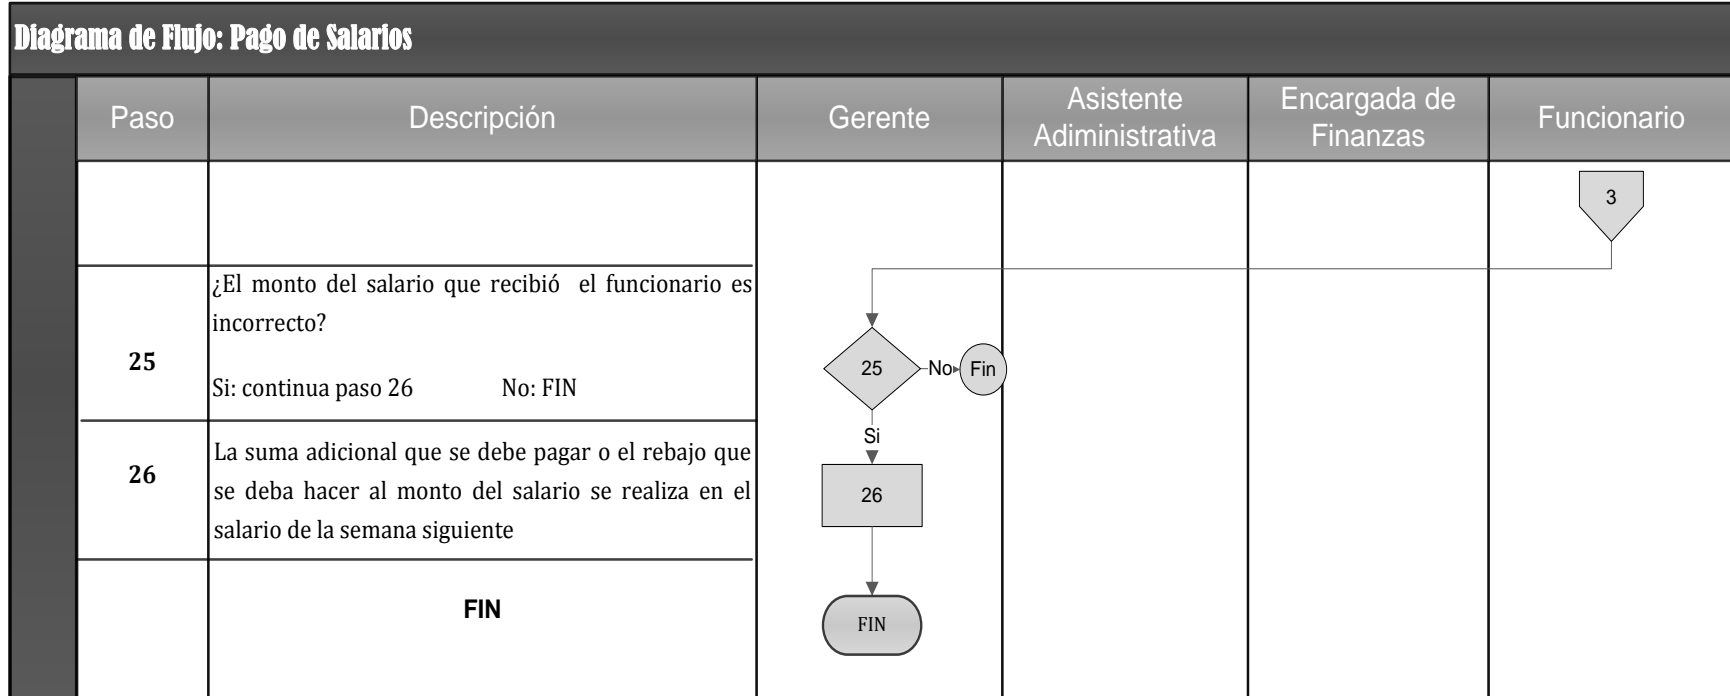 Diagrama de Flujo: Pago de Salarios
Paso
Descripción
Gerente
Asistente
Adiministrativa
Encargada de
Finanzas
Funcionario
3
25
¿El monto del salario que recibió el funcionario es
incorrecto?
Si: continua paso 26 No: FIN
25
No
Fin
Si
26
La suma adicional que se debe pagar o el rebajo que
se deba hacer al monto del salario se realiza en el
salario de la semana siguiente
26
FIN
FIN